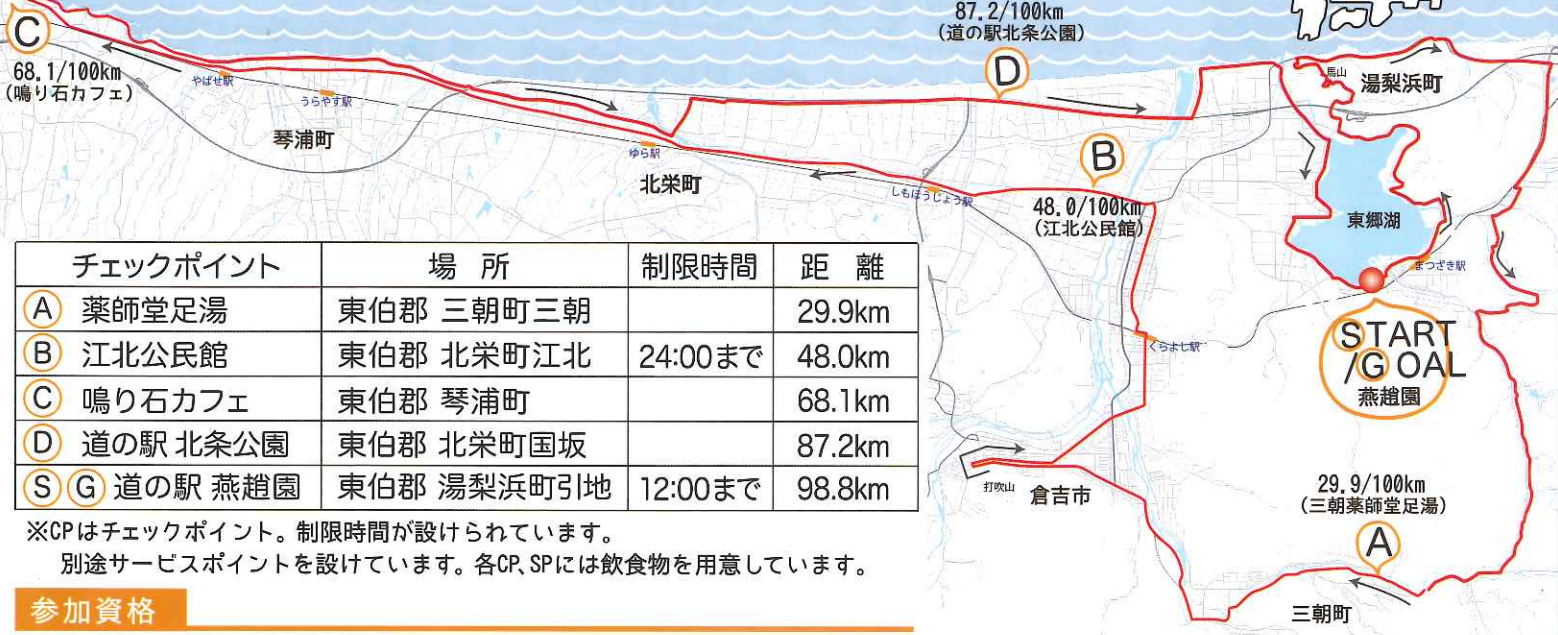 87.2/100km
(道の駅北条公園)
D
C
68.1/100km
(鳴り石カフェ)
やばせ駅
うらやす駅
琴浦町
ゆら駅
北栄町
しもほうじょう駅
B
48.0/100km
(江北公民館)
馬山
湯梨浜町
東郷湖
まつざき駅
START
/GOAL
燕趙園
くらよし駅
打吹山
倉吉市
29.9/100km
(三朝薬師堂足湯)
A
三朝町
チェックポイント 場 所 制限時間 距 離
A 薬師堂足湯 東伯郡 三朝町三朝 29.9km
B 江北公民館 東伯郡 北栄町江北 24:00まで 48.0km
C 鳴り石カフェ 東伯郡 琴浦町 68.1km
D 道の駅 北条公園 東伯郡 北栄町国坂 87.2km
S G 道の駅 燕趙園 東伯郡 湯梨浜町引地 12:00まで 98.8km
※CPはチェックポイント。制限時間が設けられています。
別途サービスポイントを設けています。各CP、SPには飲食物を用意しています。
参加資格